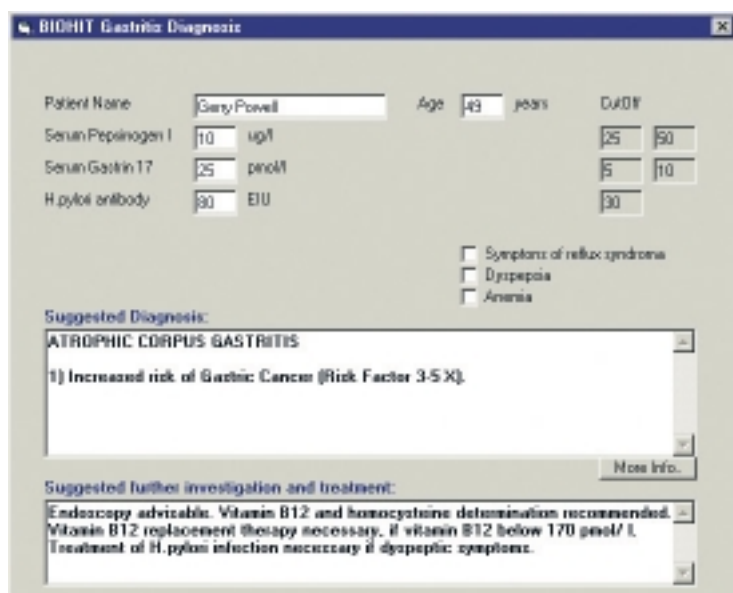 BIOHIT Gastritis Diagnosis
Patient Name Garry Powell Age 49 years CutOff
Serum Pepsinogen I 10 ug/l 25 50
Serum Gastrin 17 25 pmol/l 5 10
H.pylori antibody 80 EIU 30
Symptons of reflux syndroma
Dyspepsia
Anemia
Suggested Diagnosis:
ATROPHIC CORPUS GASTRITIS
1) Increased risk of Gastric Cancer (Risk Factor 3-5 X).
More Info.
Suggested further investigation and treatment:
Endoscopy advisable. Vitamin B12 and homocysteine determination recommended.
Vitamin B12 replacement therapy necessary, if vitamin B12 below 170 pmol/ l.
Treatment of H.pylori infection necessary if dyspeptic symptoms.